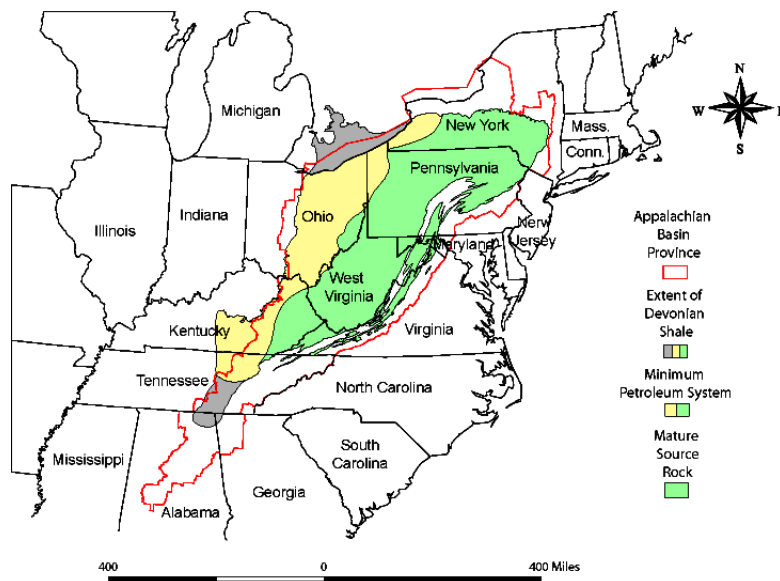 N
W
E
S
Michigan
New York
Mass.
Conn.
Pennsylvania
New
Jersey
Ohio
Indiana
Illinois
Maryland
West
Virginia
Virginia
Kentucky
Tennessee
North Carolina
South
Carolina
Mississippi
Alabama
Georgia
Appalachian
Basin
Province
Extent of
Devonian
Shale
Minimum
Petroleum System
Mature
Source
Rock
400
0
400 Miles